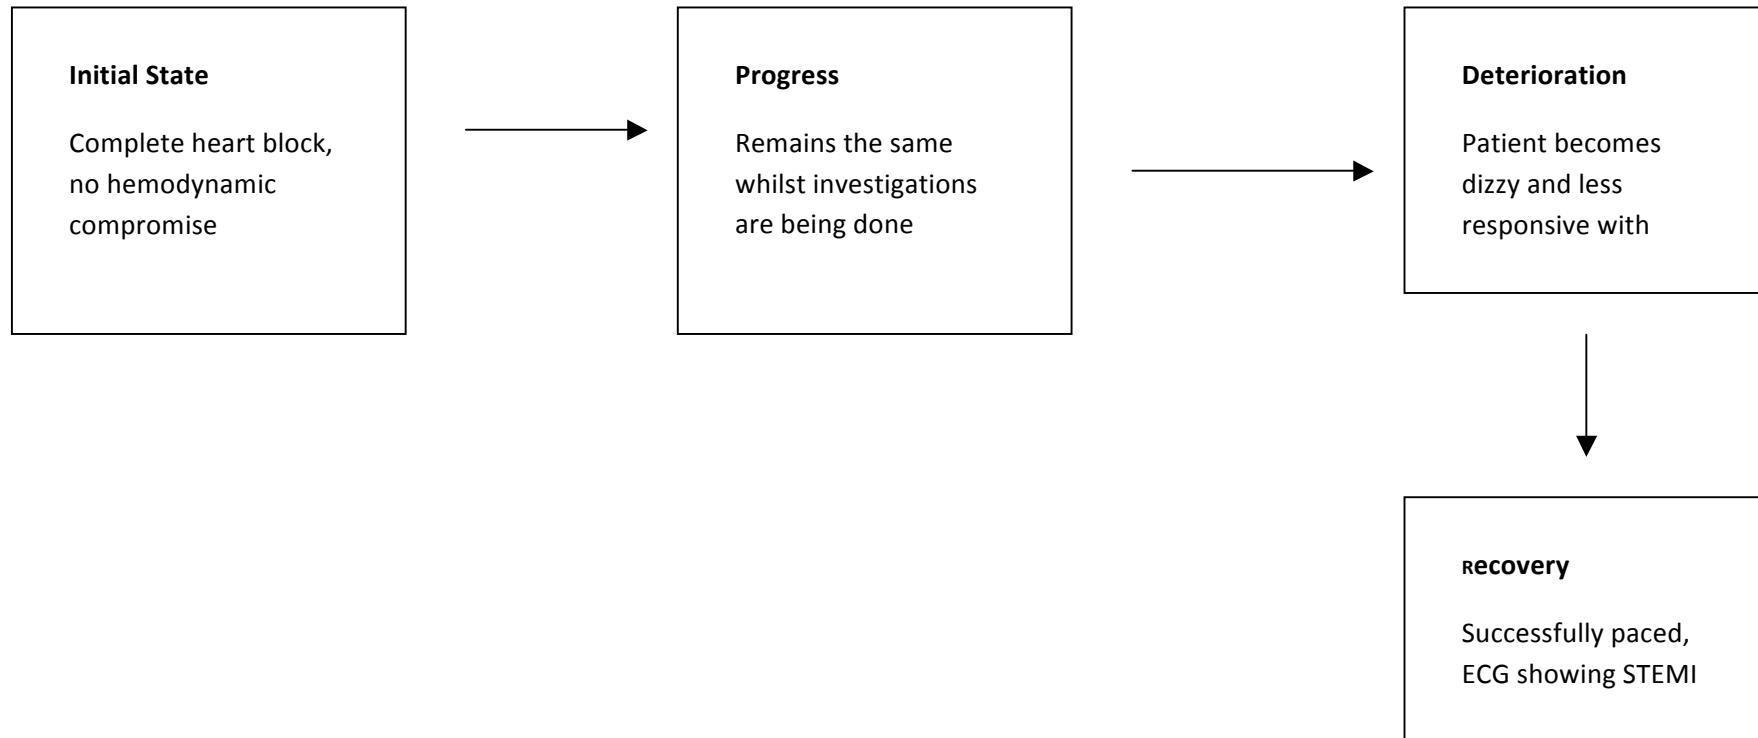 Initial State
Complete heart block,
no hemodynamic
compromise
Progress
Remains the same
whilst investigations
are being done
Deterioration
Patient becomes
dizzy and less
responsive with
Recovery
Successfully paced,
ECG showing STEMI